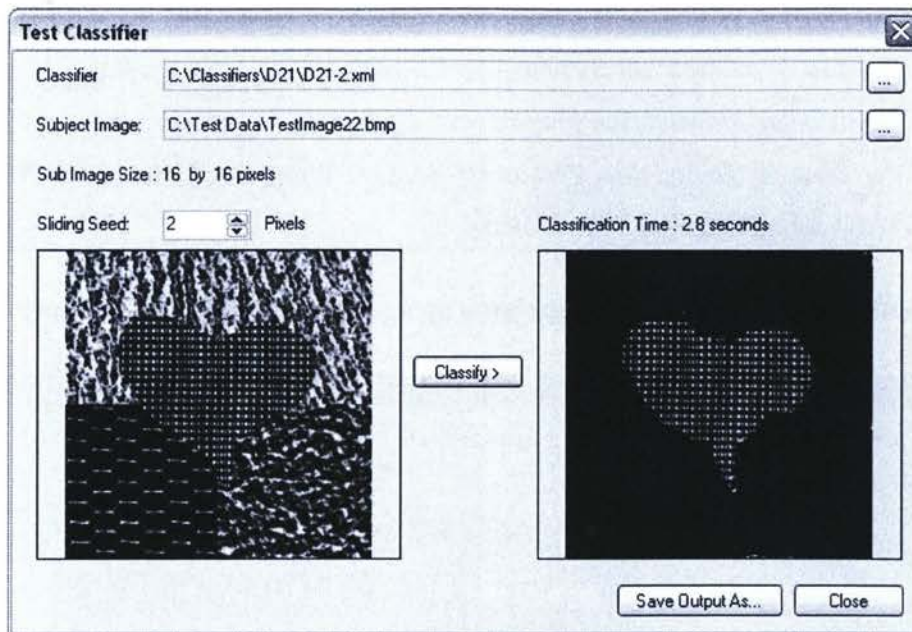 Test Classifier
Classifier C:\Classifiers\D21\D21-2.xml ...
Subject Image: C:\Test Data\TestImage22.bmp ...
Sub Image Size : 16 by 16 pixels
Sliding Seed: 2 Pixels Classification Time : 2.8 seconds
Classify >
Save Output As... Close